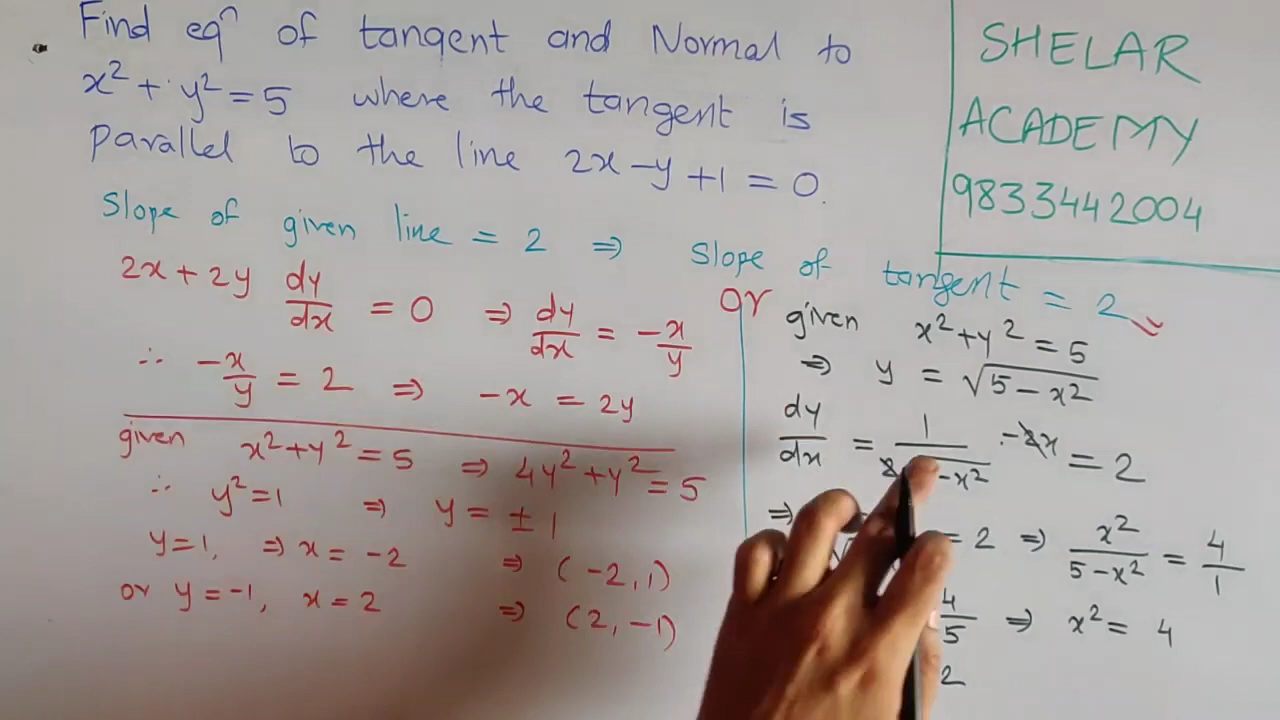 Find eqⁿ of tangent and Normal to
x² + y² = 5 where the tangent is
parallel to the line 2x - y + 1 = 0.
SHELAR
ACADEMY
9833442004
Slope of given line = 2 ⇒ Slope of tangent = 2
2x + 2y dy/dx = 0 ⇒ dy/dx = -x/y
∴ -x/y = 2 ⇒ -x = 2y
given x² + y² = 5 ⇒ 4y² + y² = 5
∴ y² = 1 ⇒ y = ± 1
y = 1, ⇒ x = -2 ⇒ (-2, 1)
or y = -1, x = 2 ⇒ (2, -1)
or
given x² + y² = 5
⇒ y = √(5 - x²)
dy/dx = 1/2 - x² · -2x = 2
⇒ = 2 ⇒ x²/(5 - x²) = 4/1
4/5 ⇒ x² = 4
2